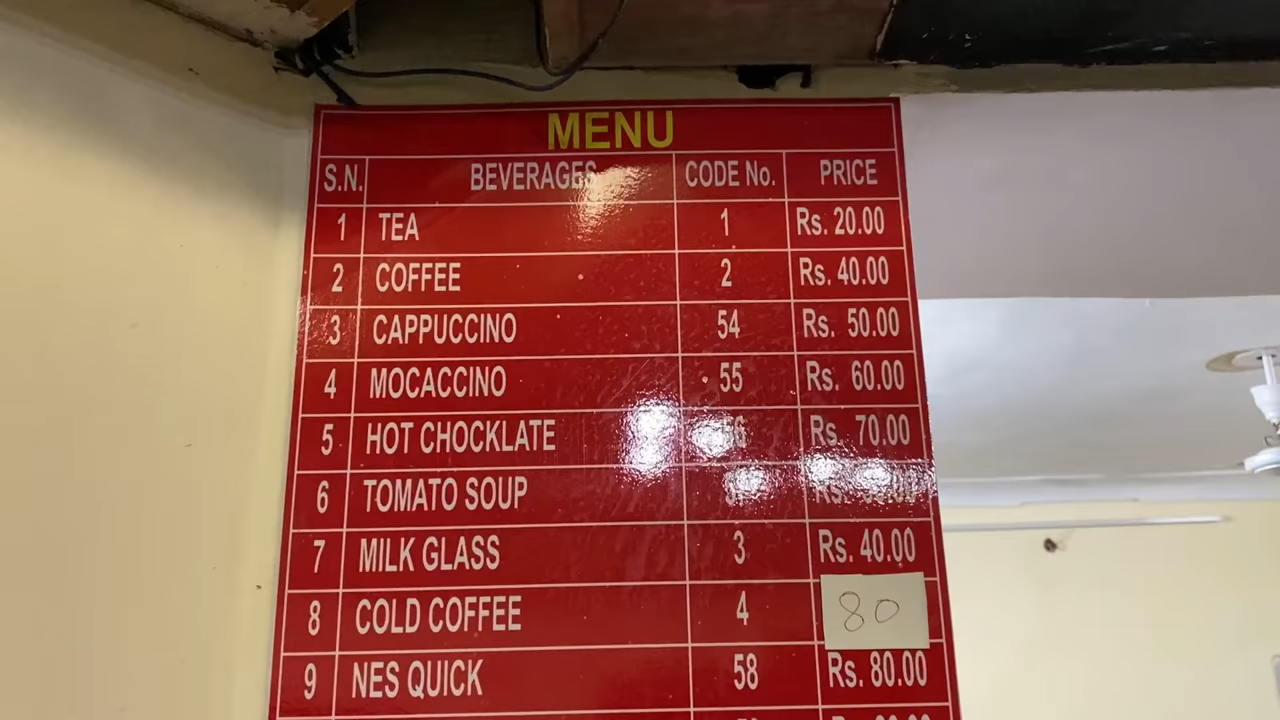 MENU
S.N. BEVERAGES CODE No. PRICE
1 TEA 1 Rs. 20.00
2 COFFEE 2 Rs. 40.00
3 CAPPUCCINO 54 Rs. 50.00
4 MOCACCINO 55 Rs. 60.00
5 HOT CHOCKLATE 56 Rs. 70.00
6 TOMATO SOUP Rs.
7 MILK GLASS 3 Rs. 40.00
8 COLD COFFEE 4 80
9 NES QUICK 58 Rs. 80.00